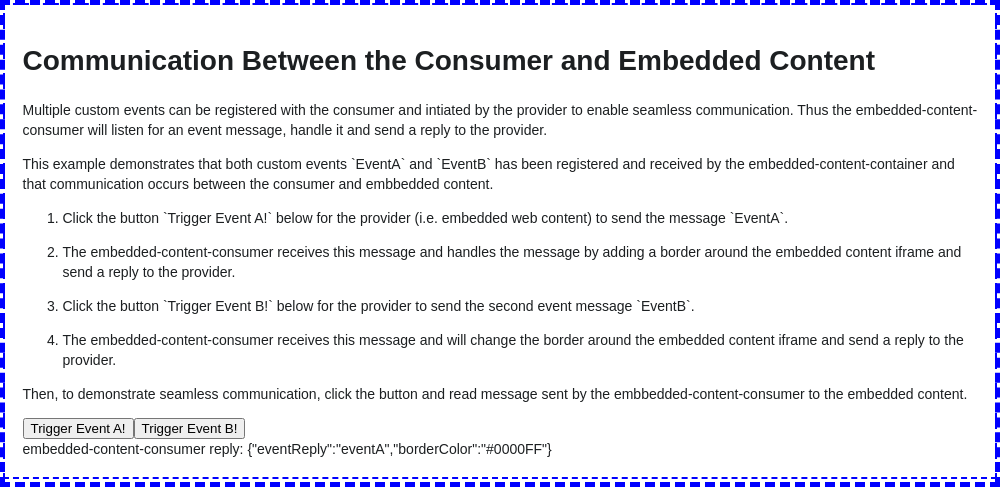 Communication Between the Consumer and Embedded Content
Multiple custom events can be registered with the consumer and intiated by the provider to enable seamless communication. Thus the embedded-content-
consumer will listen for an event message, handle it and send a reply to the provider.
This example demonstrates that both custom events `EventA` and `EventB` has been registered and received by the embedded-content-container and
that communication occurs between the consumer and embbedded content.
1. Click the button `Trigger Event A!` below for the provider (i.e. embedded web content) to send the message `EventA`.
2. The embedded-content-consumer receives this message and handles the message by adding a border around the embedded content iframe and
send a reply to the provider.
3. Click the button `Trigger Event B!` below for the provider to send the second event message `EventB`.
4. The embedded-content-consumer receives this message and will change the border around the embedded content iframe and send a reply to the
provider.
Then, to demonstrate seamless communication, click the button and read message sent by the embbedded-content-consumer to the embedded content.
Trigger Event A! Trigger Event B!
embedded-content-consumer reply: {"eventReply":"eventA","borderColor":"#0000FF"}